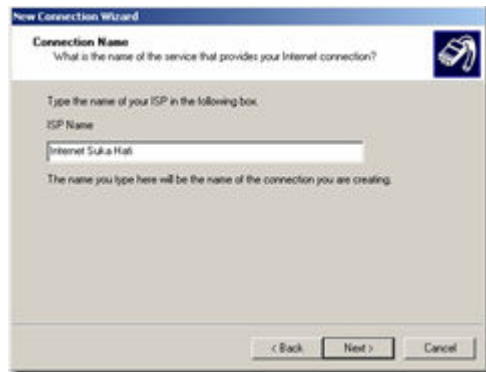 New Connection Wizard
Connection Name
What is the name of the service that provides your Internet connection?
Type the name of your ISP in the following box.
ISP Name
Internet Suka Hati
The name you type here will be the name of the connection you are creating.
< Back
Next >
Cancel